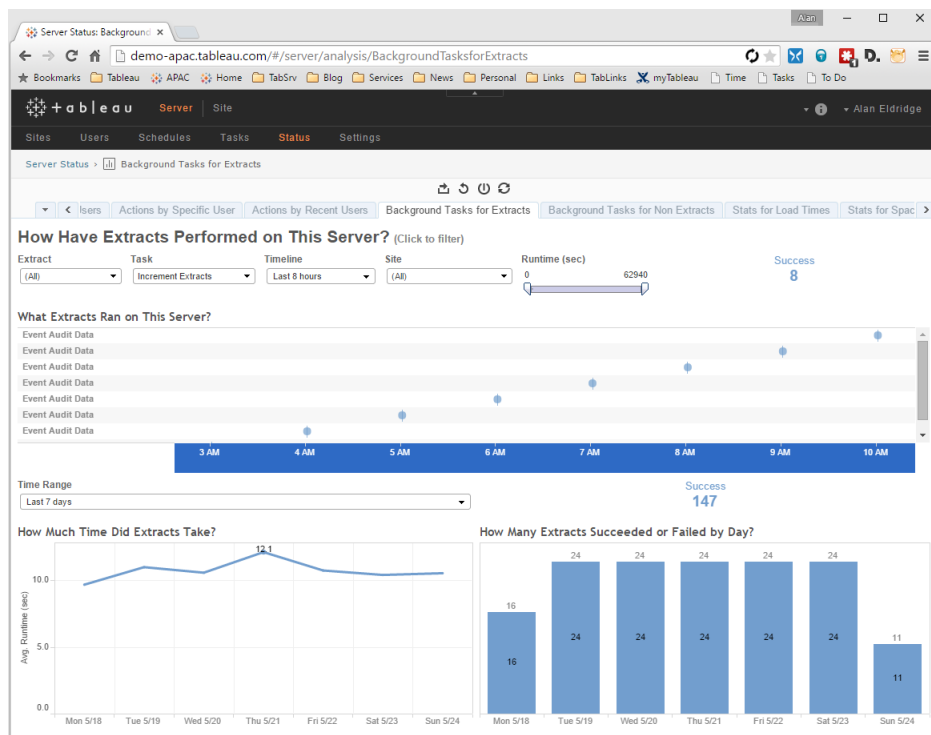 Alan
Server Status: Background
demo-apac.tableau.com/#/server/analysis/BackgroundTasksforExtracts
Bookmarks Tableau APAC Home TabSrv Blog Services News Personal Links TabLinks myTableau Time Tasks To Do
+ a b l e a u Server Site Alan Eldridge
Sites Users Schedules Tasks Status Settings
Server Status › Background Tasks for Extracts
Actions by Specific User Actions by Recent Users Background Tasks for Extracts Background Tasks for Non Extracts Stats for Load Times Stats for Spac
How Have Extracts Performed on This Server? (Click to filter)
Extract Task Timeline Site Runtime (sec) Success
(All) Increment Extracts Last 8 hours (All) 0 62940 8
What Extracts Ran on This Server?
Event Audit Data
Event Audit Data
Event Audit Data
Event Audit Data
Event Audit Data
Event Audit Data
Event Audit Data
3 AM 4 AM 5 AM 6 AM 7 AM 8 AM 9 AM 10 AM
Time Range Success
Last 7 days 147
How Much Time Did Extracts Take?
12.1
10.0
5.0
0.0
Avg. Runtime (sec)
Mon 5/18 Tue 5/19 Wed 5/20 Thu 5/21 Fri 5/22 Sat 5/23 Sun 5/24
How Many Extracts Succeeded or Failed by Day?
16 24 24 24 24 24 11
16 24 24 24 24 24 11
Mon 5/18 Tue 5/19 Wed 5/20 Thu 5/21 Fri 5/22 Sat 5/23 Sun 5/24